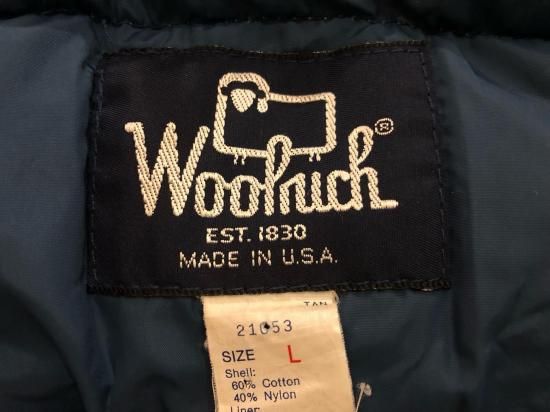 Woolrich®
EST. 1830
MADE IN U.S.A.
TAN
21053
SIZE L
Shell:
60% Cotton
40% Nylon
Liner: